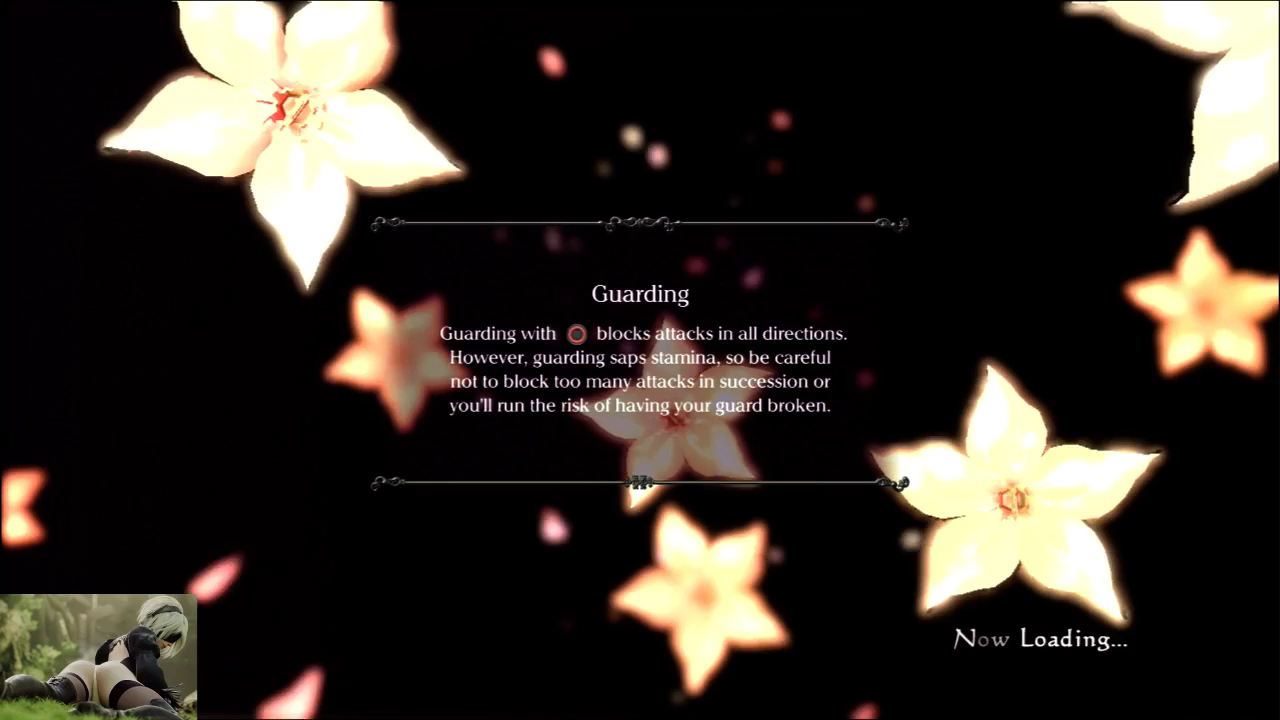 Guarding
Guarding with blocks attacks in all directions.
However, guarding saps stamina, so be careful
not to block too many attacks in succession or
you'll run the risk of having your guard broken.
Now Loading...